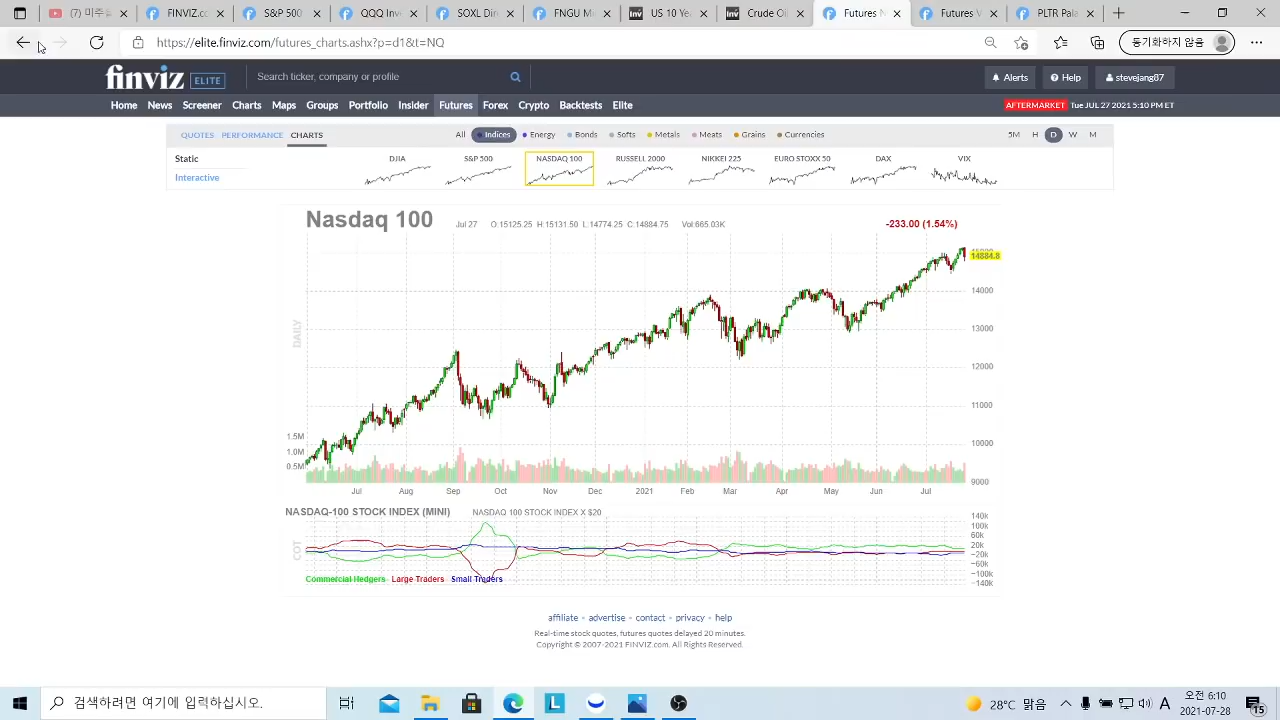 (7) 미주은
S&P 500
QQQ Inv
SOXL Dir
FNGU Mi
US 10 Yea
Crude Oil
Futures N
Futures
PLTR Pa
https://elite.finviz.com/futures_charts.ashx?p=d1&t=NQ
동기화하지 않음
finviz ELITE
Search ticker, company or profile
Alerts
Help
stevejang07
Home News Screener Charts Maps Groups Portfolio Insider Futures Forex Crypto Backtests Elite
AFTERMARKET Tue JUL 27 2021 5:10 PM ET
QUOTES PERFORMANCE CHARTS
All Indices Energy Bonds Softs Metals Meats Grains Currencies
5M H D W M
Static
Interactive
DJIA
S&P 500
NASDAQ 100
RUSSELL 2000
NIKKEI 225
EURO STOXX 50
DAX
VIX
Nasdaq 100
Jul 27 O:15125.25 H:15131.50 L:14774.25 C:14884.75 Vol:665.03K
-233.00 (1.54%)
DAILY
15000
14884.8
14000
13000
12000
11000
10000
9000
1.5M
1.0M
0.5M
Jul Aug Sep Oct Nov Dec 2021 Feb Mar Apr May Jun Jul
NASDAQ-100 STOCK INDEX (MINI) NASDAQ 100 STOCK INDEX X $20
COT
140k
100k
60k
20k
−20k
−60k
−100k
−140k
Commercial Hedgers Large Traders Small Traders
affiliate • advertise • contact • privacy • help
Real-time stock quotes, futures quotes delayed 20 minutes.
Copyright © 2007-2021 FINVIZ.com. All Rights Reserved.
검색하려면 여기에 입력하십시오.
28°C 맑음
A
오전 6:10
2021-07-28
15